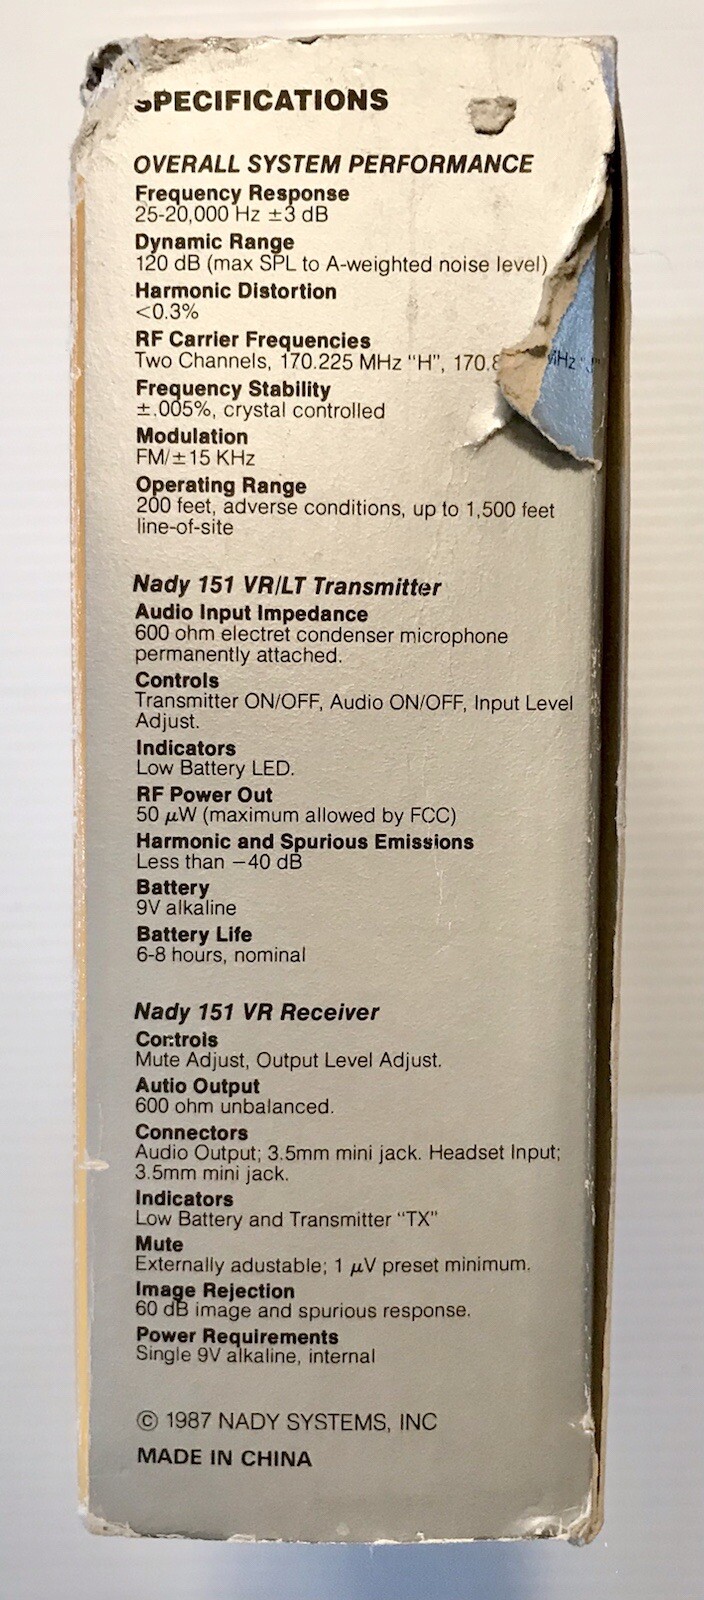 SPECIFICATIONS
OVERALL SYSTEM PERFORMANCE
Frequency Response
25-20,000 Hz ±3 dB
Dynamic Range
120 dB (max SPL to A-weighted noise level)
Harmonic Distortion
<0.3%
RF Carrier Frequencies
Two Channels, 170.225 MHz “H”, 170.8
Frequency Stability
±.005%, crystal controlled
Modulation
FM/±15 KHz
Operating Range
200 feet, adverse conditions, up to 1,500 feet
line-of-site
Nady 151 VR/LT Transmitter
Audio Input Impedance
600 ohm electret condenser microphone
permanently attached.
Controls
Transmitter ON/OFF, Audio ON/OFF, Input Level
Adjust.
Indicators
Low Battery LED.
RF Power Out
50 μW (maximum allowed by FCC)
Harmonic and Spurious Emissions
Less than −40 dB
Battery
9V alkaline
Battery Life
6-8 hours, nominal
Nady 151 VR Receiver
Controls
Mute Adjust, Output Level Adjust.
Autio Output
600 ohm unbalanced.
Connectors
Audio Output; 3.5mm mini jack. Headset Input;
3.5mm mini jack.
Indicators
Low Battery and Transmitter “TX”
Mute
Externally adustable; 1 μV preset minimum.
Image Rejection
60 dB image and spurious response.
Power Requirements
Single 9V alkaline, internal
© 1987 NADY SYSTEMS, INC
MADE IN CHINA